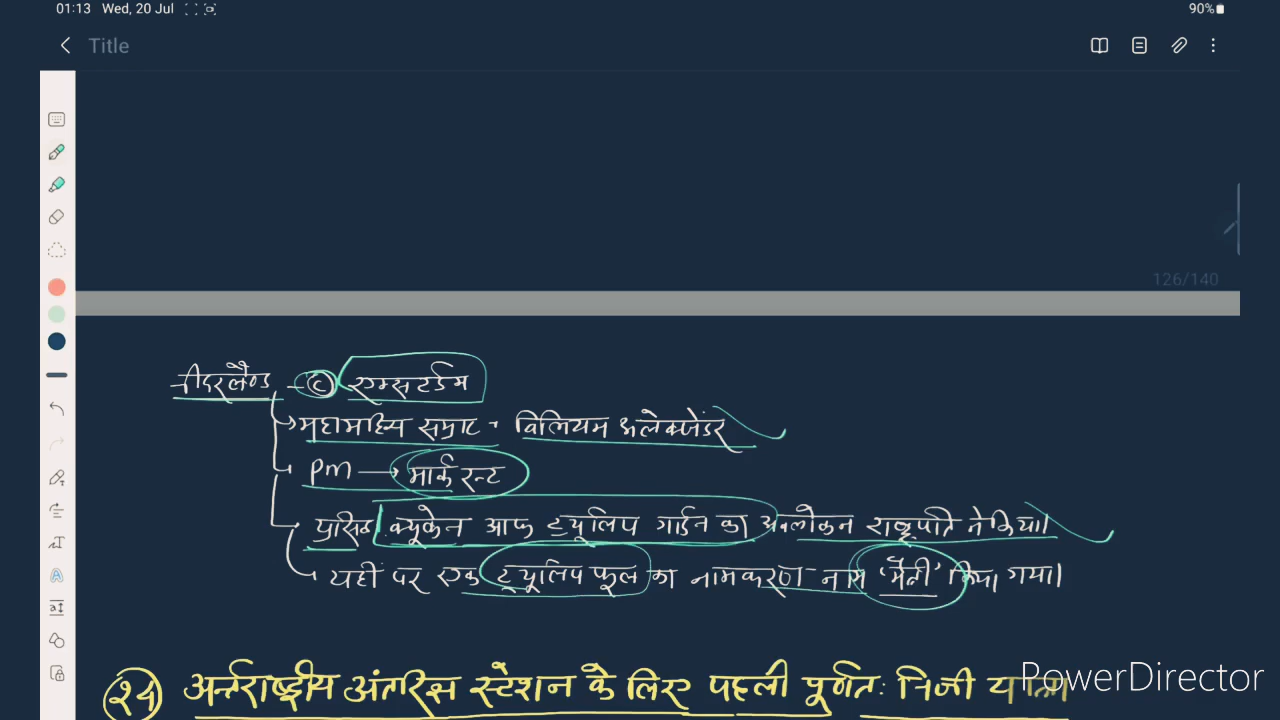 01:13 Wed, 20 Jul
90%
Title
126/140
नीदरलैण्ड - (C) एम्सटर्डम
महामहिम सम्राट - विलियम अलेक्जेंडर
PM → मार्क रन्ट
प्रसिद्ध क्यूकेन आफ ट्यूलिप गार्डन का अवलोकन राष्ट्रपति ने किया।
यही पर एक ट्यूलिप फूल का नामकरण नाम 'मैत्री' किया गया।
24 अर्न्तराष्ट्रीय अंतरिक्ष स्टेशन के लिए पहली पूर्णतः निजी यात्रा
PowerDirector